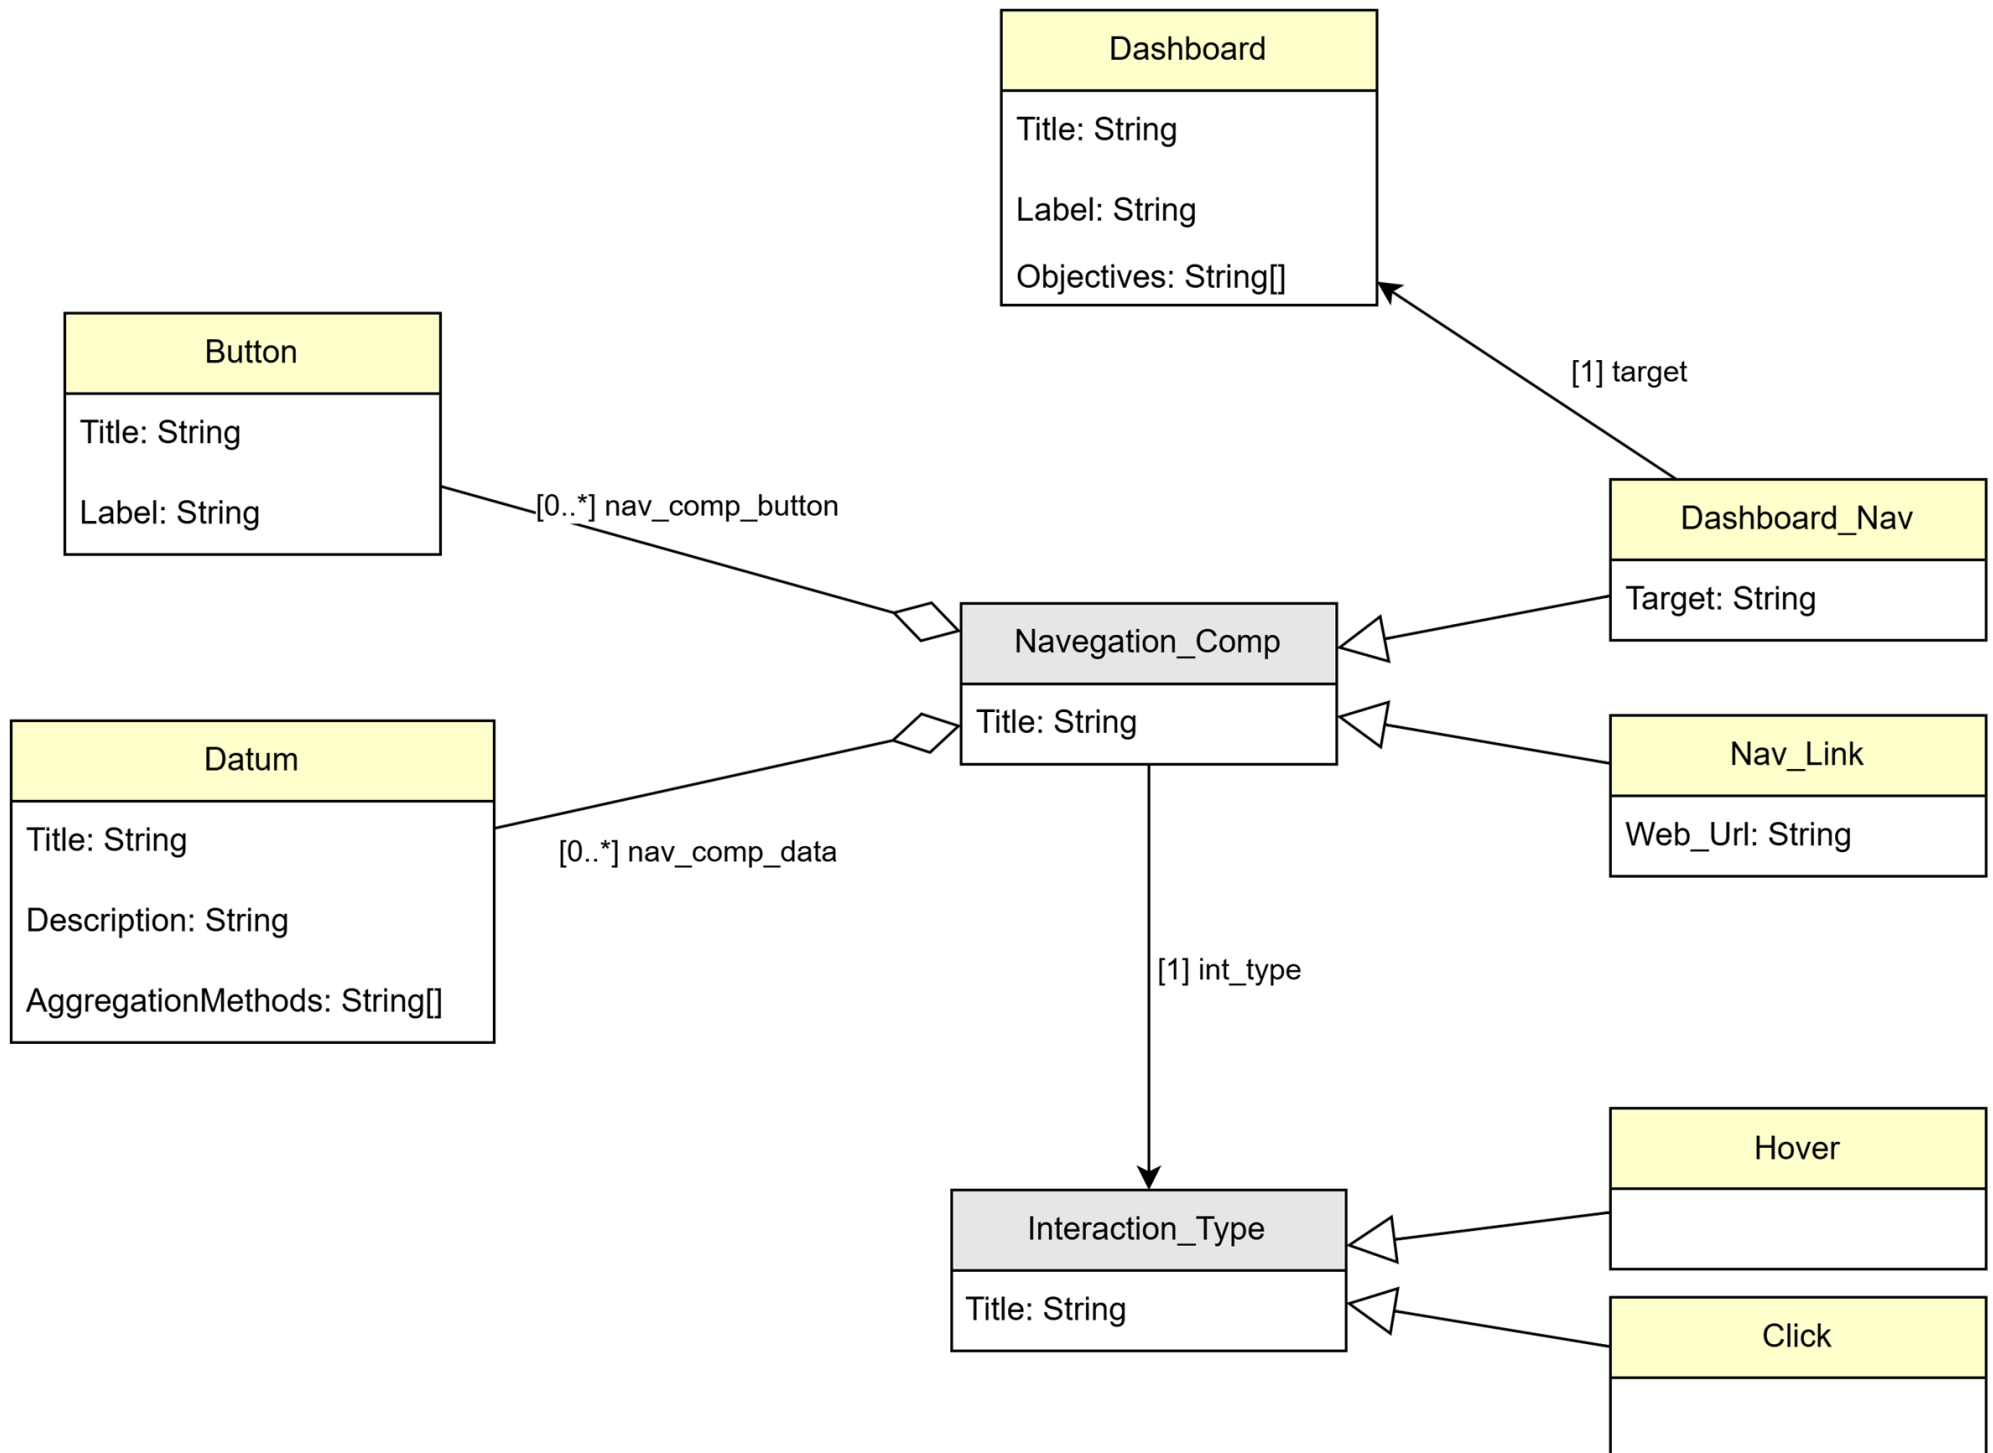 Dashboard
Title: String
Label: String
Objectives: String[]
Button
Title: String
Label: String
[1] target
[0..*] nav_comp_button
Dashboard_Nav
Target: String
Navegation_Comp
Title: String
Nav_Link
Web_Url: String
Datum
Title: String
Description: String
AggregationMethods: String[]
[0..*] nav_comp_data
[1] int_type
Hover
Interaction_Type
Title: String
Click